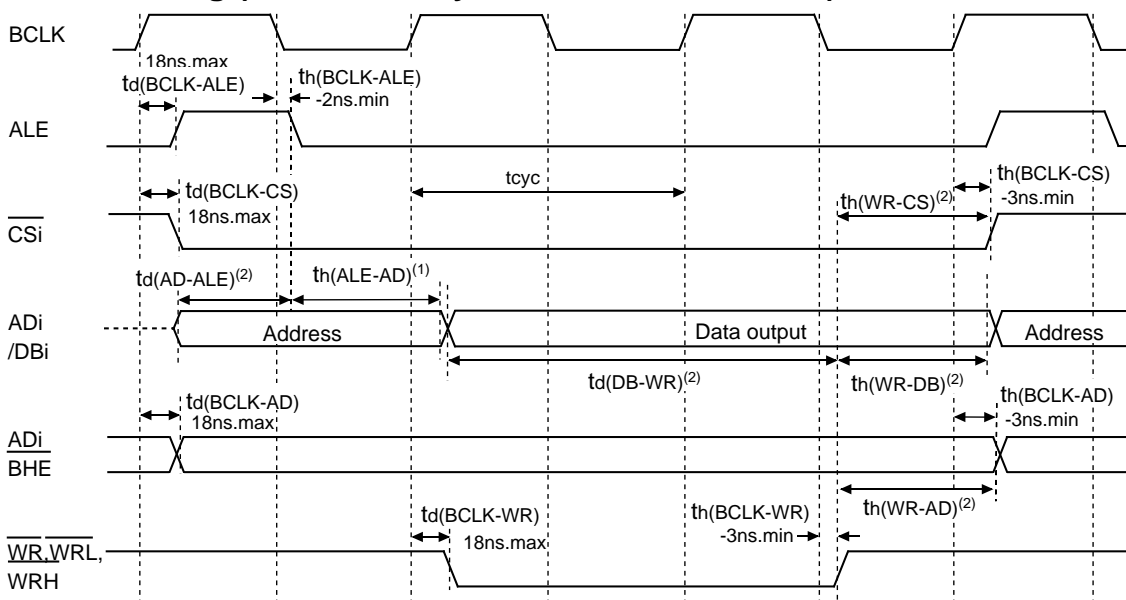 BCLK
18ns.max
td(BCLK-ALE)
th(BCLK-ALE)
-2ns.min
ALE
td(BCLK-CS)
18ns.max
tcyc
th(WR-CS)(2)
th(BCLK-CS)
-3ns.min
CSi
td(AD-ALE)(2)
th(ALE-AD)(1)
ADi
/DBi
Address
Data output
Address
td(DB-WR)(2)
th(WR-DB)(2)
td(BCLK-AD)
18ns.max
th(BCLK-AD)
-3ns.min
ADi
BHE
th(WR-AD)(2)
td(BCLK-WR)
18ns.max
th(BCLK-WR)
-3ns.min
WR,WRL,
WRH